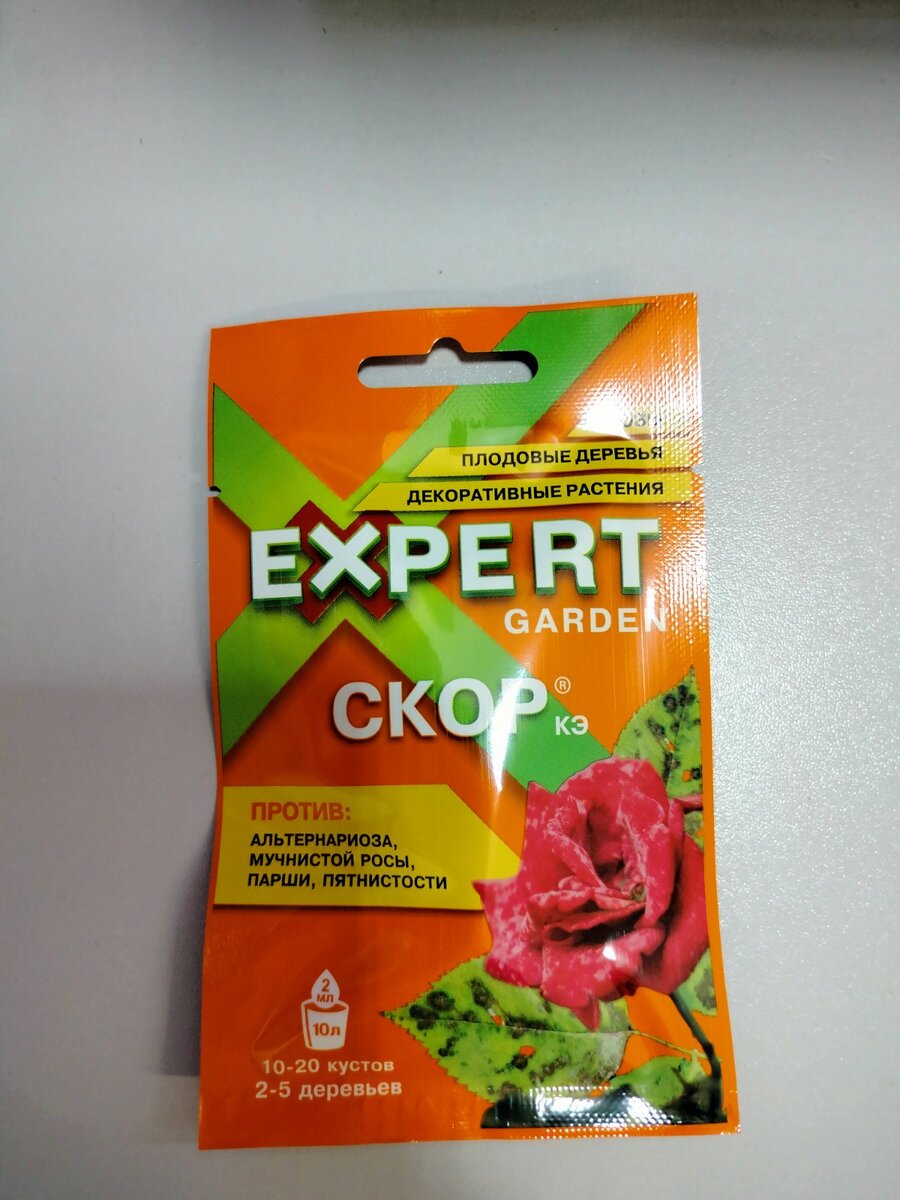 ПЛОДОВЫЕ ДЕРЕВЬЯ
ДЕКОРАТИВНЫЕ РАСТЕНИЯ
EXPERT
GARDEN
СКОР® КЭ
ПРОТИВ:
АЛЬТЕРНАРИОЗА,
МУЧНИСТОЙ РОСЫ,
ПАРШИ, ПЯТНИСТОСТИ
2
МЛ
10л
10-20 кустов
2-5 деревьев